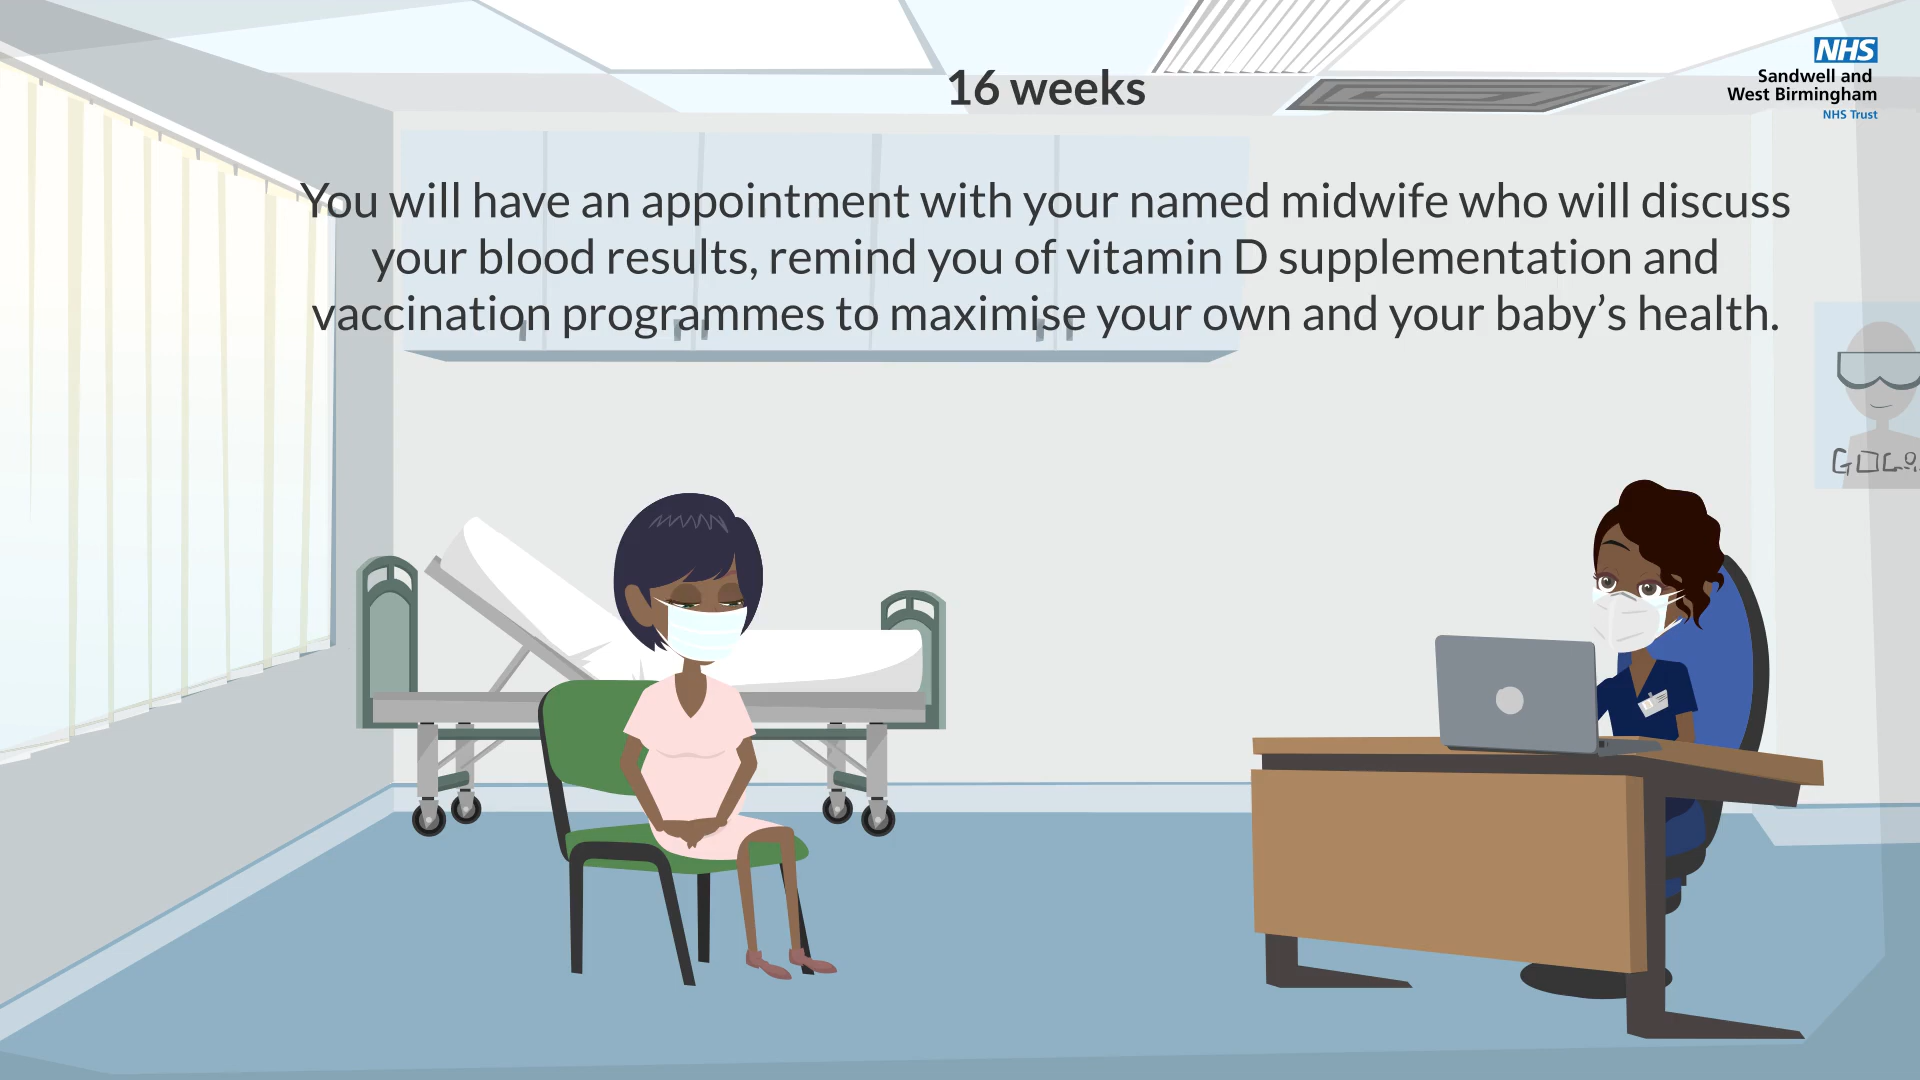 NHS
Sandwell and
West Birmingham
NHS Trust
16 weeks
You will have an appointment with your named midwife who will discuss
your blood results, remind you of vitamin D supplementation and
vaccination programmes to maximise your own and your baby’s health.